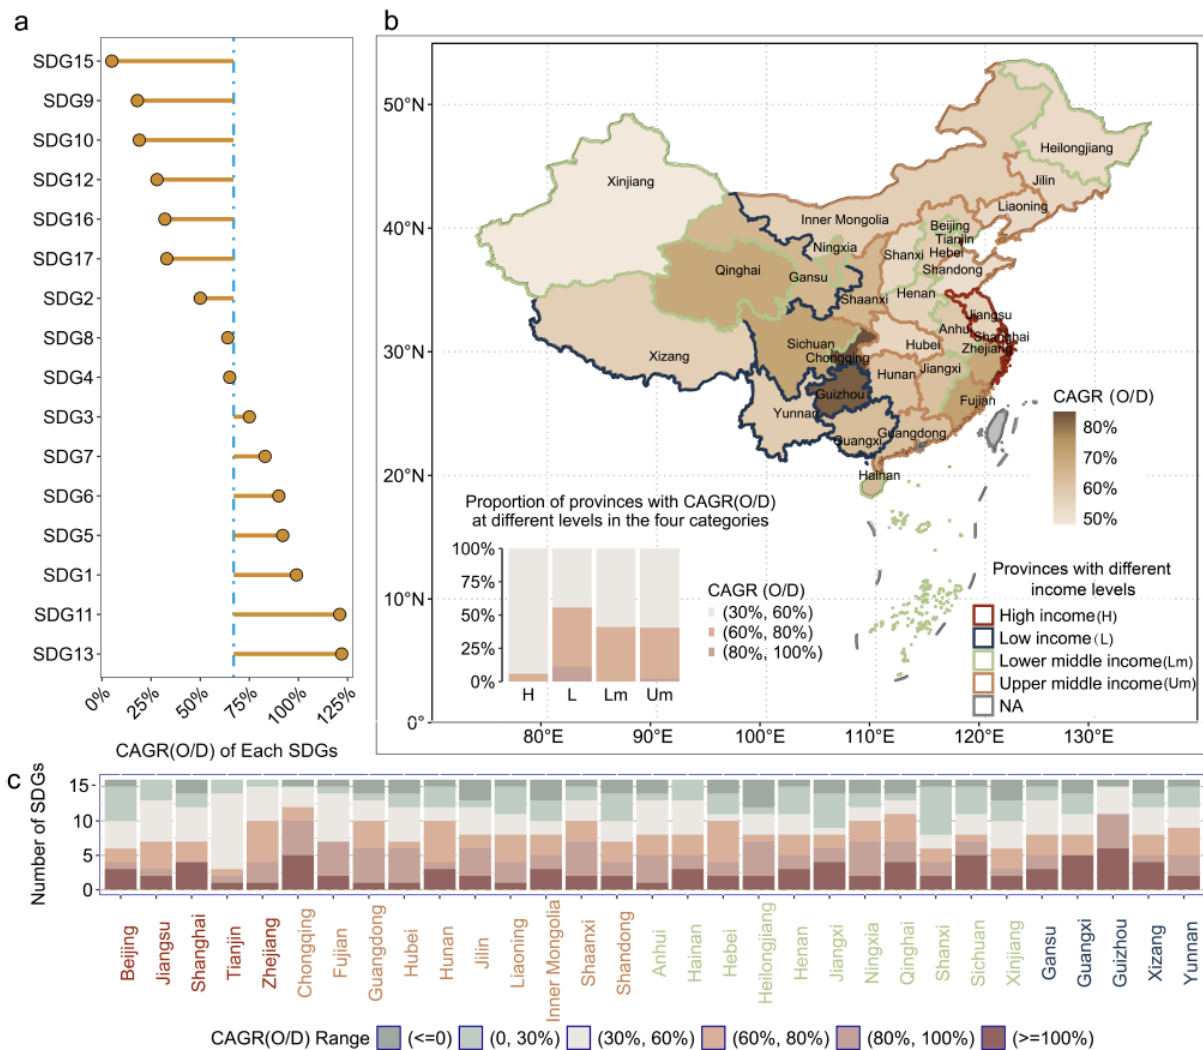 a
SDG15
SDG9
SDG10
SDG12
SDG16
SDG17
SDG2
SDG8
SDG4
SDG3
SDG7
SDG6
SDG5
SDG1
SDG11
SDG13
0%
25%
50%
75%
100%
125%
CAGR(O/D) of Each SDGs
b
50°N
40°N
30°N
20°N
10°N
0°
80°E
90°E
100°E
110°E
120°E
130°E
Heilongjiang
Xinjiang
Jilin
Liaoning
Inner Mongolia
Beijing
Tianjin
Ningxia
Hebei
Shanxi
Qinghai
Gansu
Shandong
Henan
Shaanxi
Jiangsu
Anhui
Shanghai
Sichuan
Hubei
Zhejiang
Xizang
Chongqing
Hunan
Jiangxi
Guizhou
Fujian
Yunnan
Guangdong
Guangxi
Hainan
CAGR (O/D)
80%
70%
60%
50%
Proportion of provinces with CAGR(O/D)
at different levels in the four categories
100%
75%
50%
25%
0%
H L Lm Um
CAGR (O/D)
(30%, 60%)
(60%, 80%)
(80%, 100%)
Provinces with different
income levels
High income(H)
Low income(L)
Lower middle income(Lm)
Upper middle income(Um)
NA
c
Number of SDGs
15
10
5
0
Beijing
Jiangsu
Shanghai
Tianjin
Zhejiang
Chongqing
Fujian
Guangdong
Hubei
Hunan
Jilin
Liaoning
Inner Mongolia
Shaanxi
Shandong
Anhui
Hainan
Hebei
Heilongjiang
Henan
Jiangxi
Ningxia
Qinghai
Shanxi
Sichuan
Xinjiang
Gansu
Guangxi
Guizhou
Xizang
Yunnan
CAGR(O/D) Range (<=0) (0, 30%) (30%, 60%) (60%, 80%) (80%, 100%) (>=100%)